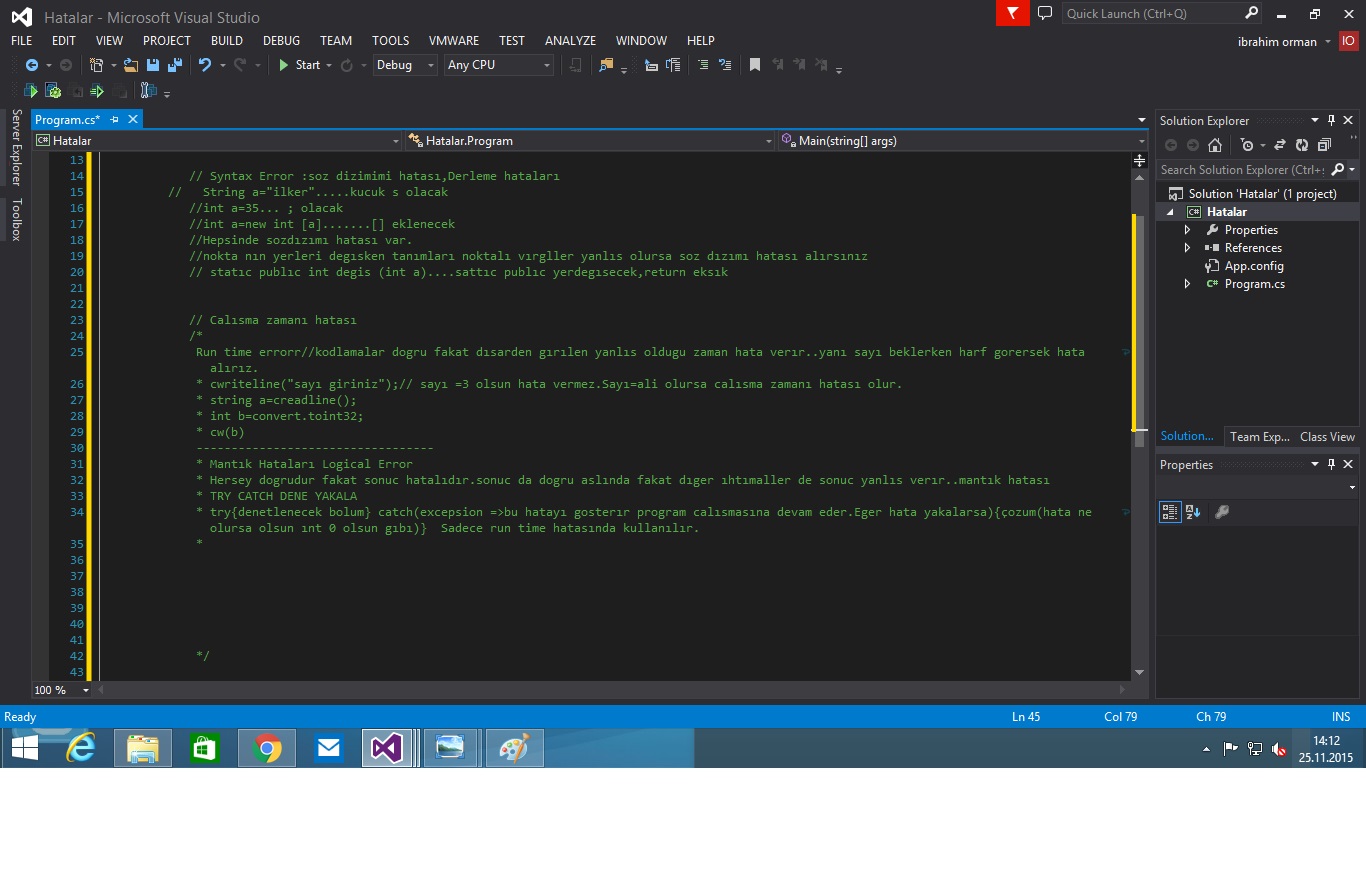 Hatalar - Microsoft Visual Studio
Quick Launch (Ctrl+Q)
FILE EDIT VIEW PROJECT BUILD DEBUG TEAM TOOLS VMWARE TEST ANALYZE WINDOW HELP
ibrahim orman IO
Start Debug Any CPU
Server Explorer
Toolbox
Program.cs*
Hatalar Hatalar.Program Main(string[] args)
13
14 // Syntax Error :soz dizimimi hatası,Derleme hataları
15 // String a="ilker".....kucuk s olacak
16 //int a=35... ; olacak
17 //int a=new int [a].......[] eklenecek
18 //Hepsinde sozdızımı hatası var.
19 //nokta nın yerleri degısken tanımları noktalı vırgller yanlıs olursa soz dızımı hatası alırsınız
20 // statıc publıc int degis (int a)....sattıc publıc yerdegısecek,return eksık
21
22
23 // Calısma zamanı hatası
24 /*
25 Run time errorr//kodlamalar dogru fakat dısarden gırılen yanlıs oldugu zaman hata verır..yanı sayı beklerken harf gorersek hata
alırız.
26 * cwriteline("sayı giriniz");// sayı =3 olsun hata vermez.Sayı=ali olursa calısma zamanı hatası olur.
27 * string a=creadline();
28 * int b=convert.toint32;
29 * cw(b)
30 ----------------------------------
31 * Mantık Hataları Logical Error
32 * Hersey dogrudur fakat sonuc hatalıdır.sonuc da dogru aslında fakat dıger ıhtımaller de sonuc yanlıs verır..mantık hatası
33 * TRY CATCH DENE YAKALA
34 * try{denetlenecek bolum} catch(excepsion =>bu hatayı gosterır program calısmasına devam eder.Eger hata yakalarsa){çozum(hata ne
olursa olsun ınt 0 olsun gıbı)} Sadece run time hatasında kullanılır.
35 *
36
37
38
39
40
41
42 */
43
100 %
Solution Explorer
Search Solution Explorer (Ctrl+;
Solution 'Hatalar' (1 project)
Hatalar
Properties
References
App.config
Program.cs
Solution... Team Exp... Class View
Properties
Ready Ln 45 Col 79 Ch 79 INS
14:12
25.11.2015